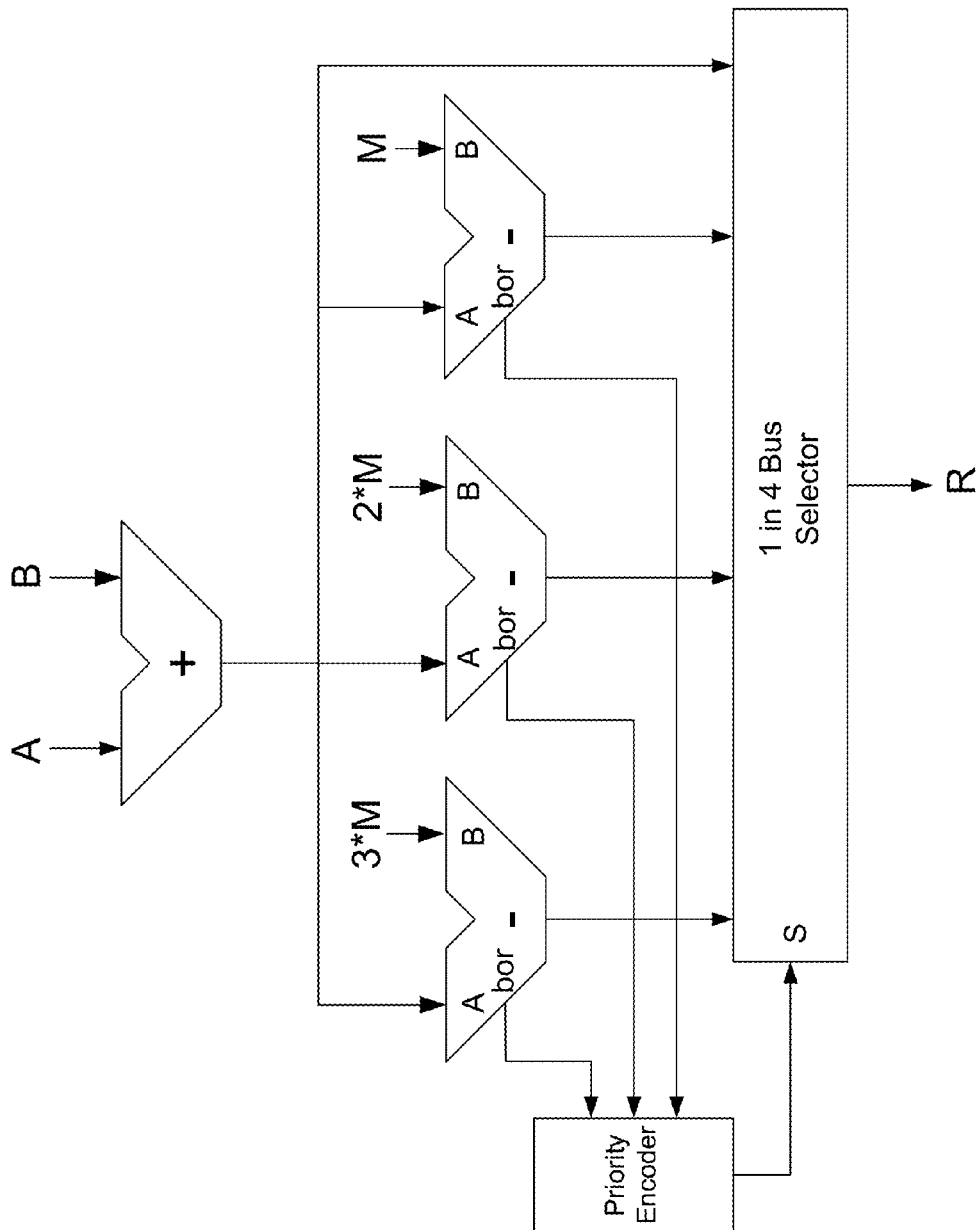 A
B
+
3*M
2*M
M
A
B
bor
-
A
B
bor
-
A
B
bor
-
Priority
Encoder
S
1 in 4 Bus
Selector
R